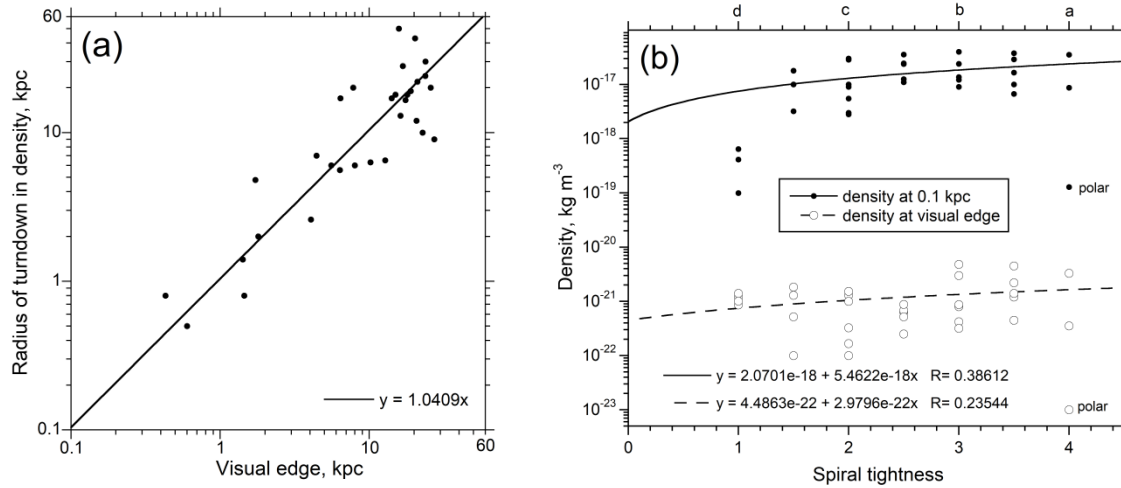 (a)
Radius of turndown in density, kpc
60
10
1
0.1
0.1
1
10
60
Visual edge, kpc
y = 1.0409x
(b)
d
c
b
a
Density, kg m⁻³
10⁻¹⁷
10⁻¹⁸
10⁻¹⁹
10⁻²⁰
10⁻²¹
10⁻²²
10⁻²³
density at 0.1 kpc
density at visual edge
polar
polar
y = 2.0701e-18 + 5.4622e-18x R= 0.38612
y = 4.4863e-22 + 2.9796e-22x R= 0.23544
0
1
2
3
4
Spiral tightness